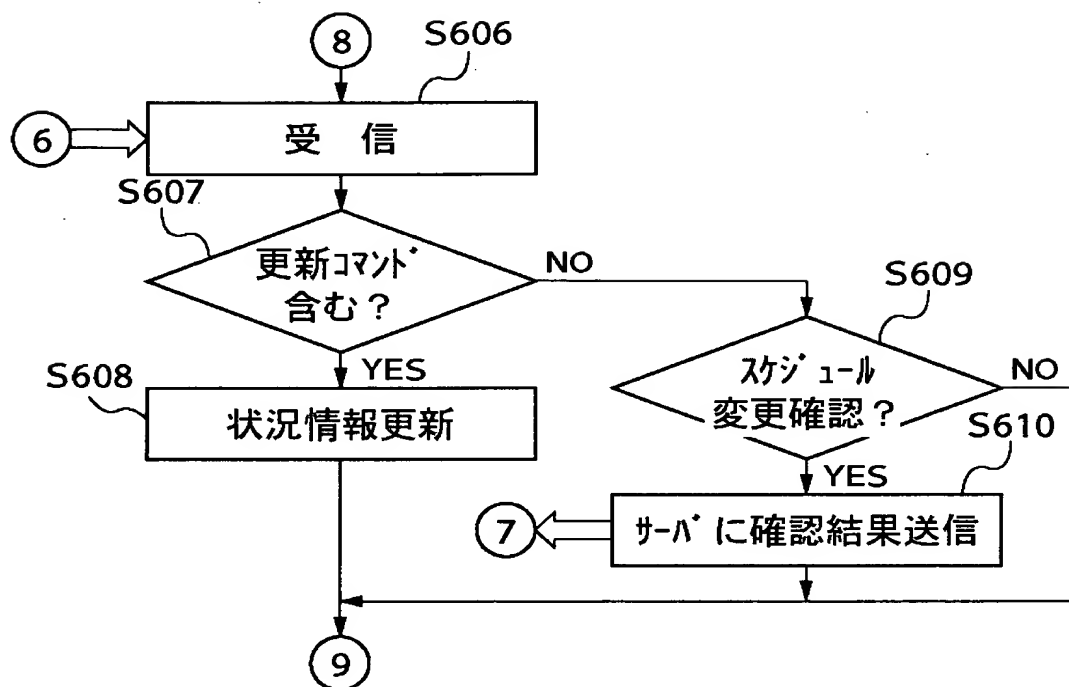 8
S606
6
受 信
S607
更新ｺﾏﾝﾄﾞ
含む？
NO
S609
YES
S608
状況情報更新
ｽｹｼﾞｭｰﾙ
変更確認？
NO
S610
YES
7
ｻｰﾊﾞに確認結果送信
9